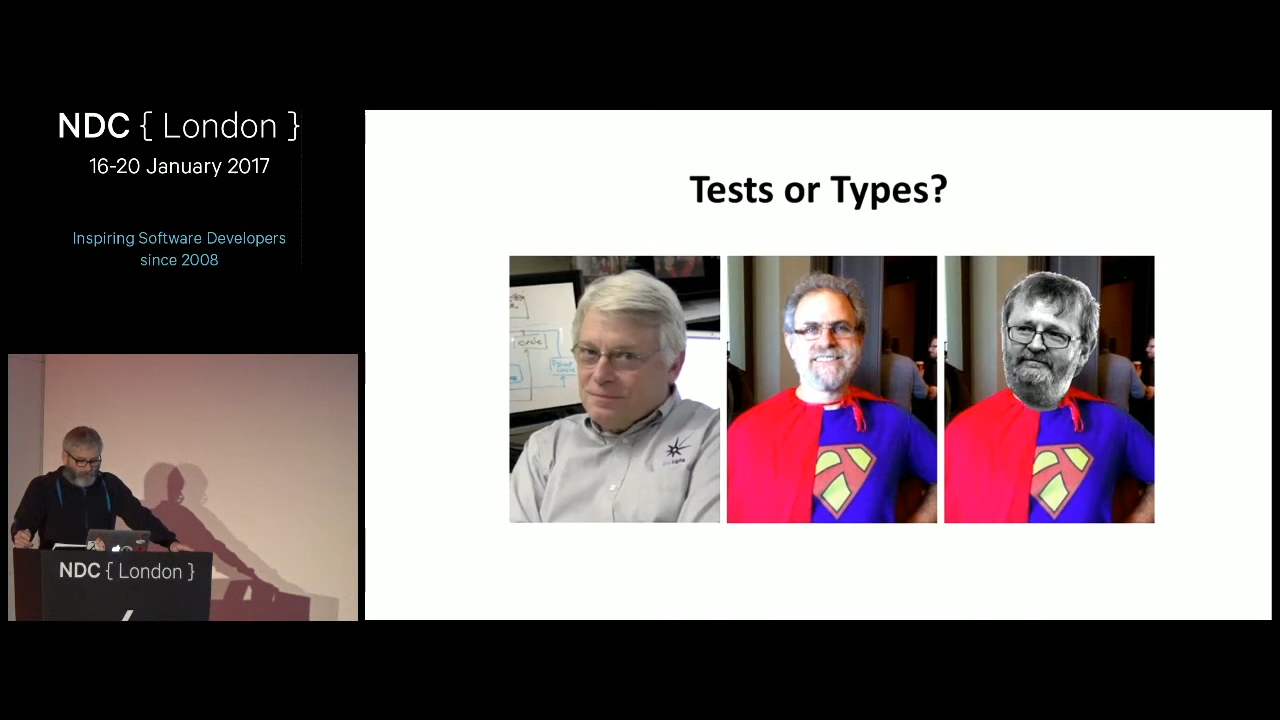 NDC { London }
16-20 January 2017
Inspiring Software Developers
since 2008
Tests or Types?
NDC { London }